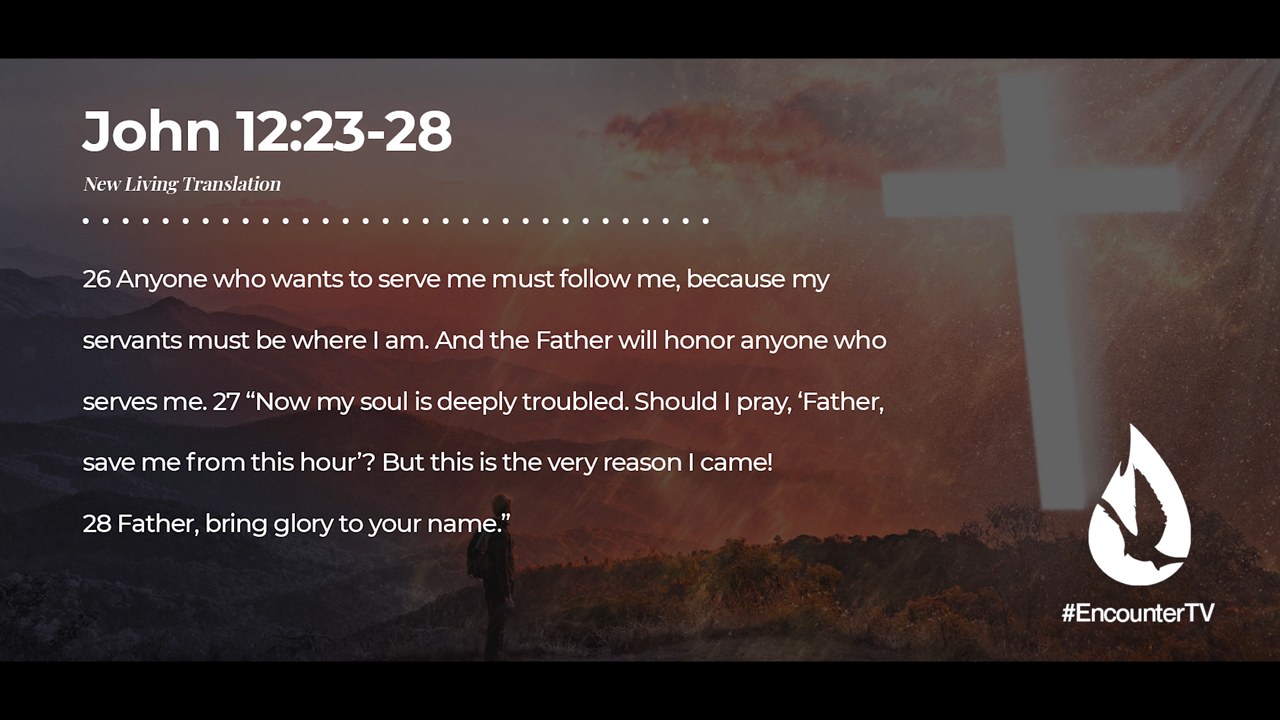 John 12:23-28
New Living Translation
26 Anyone who wants to serve me must follow me, because my
servants must be where I am. And the Father will honor anyone who
serves me. 27 “Now my soul is deeply troubled. Should I pray, ‘Father,
save me from this hour’? But this is the very reason I came!
28 Father, bring glory to your name.”
#EncounterTV